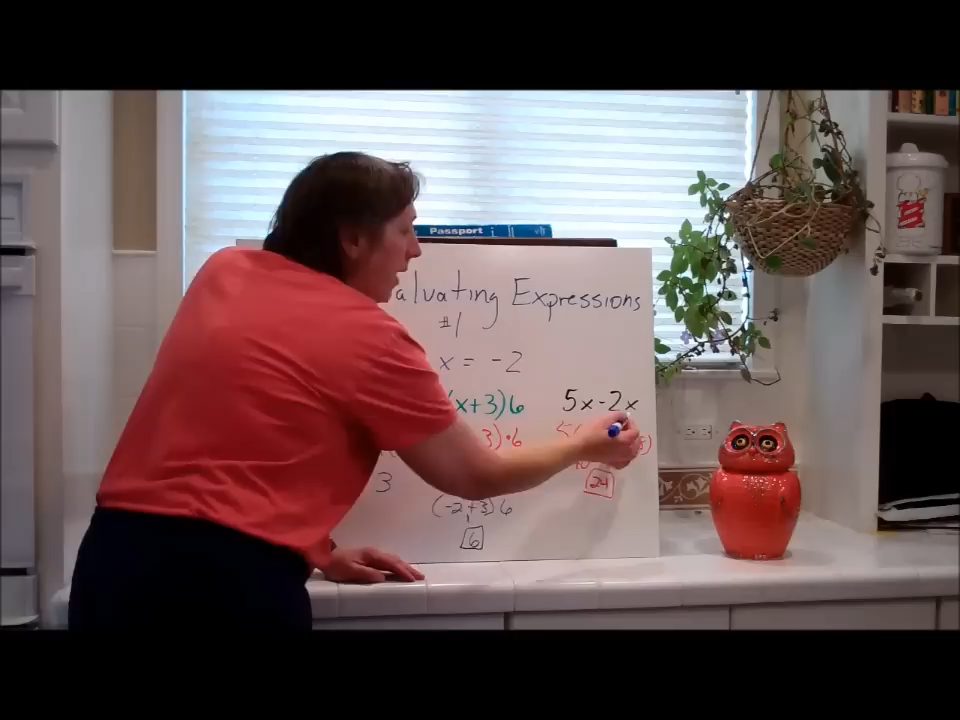 Passport
aluating Expressions
#1
x = -2
(x+3)6 5x-2x
3)•6
3
(-2+3)6
24
6